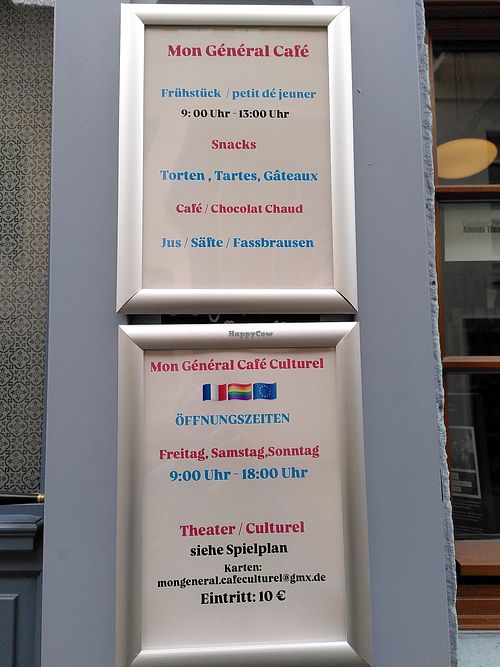 Mon Général Café
Frühstück / petit dé jeuner
9: 00 Uhr - 13:00 Uhr
Snacks
Torten , Tartes, Gâteaux
Café / Chocolat Chaud
Jus / Säfte / Fassbrausen
HappyCow
Mon Général Café Culturel
ÖFFNUNGSZEITEN
Freitag, Samstag,Sonntag
9:00 Uhr - 18:00 Uhr
Theater / Culturel
siehe Spielplan
Karten:
mongeneral.cafeculturel@gmx.de
Eintritt: 10 €